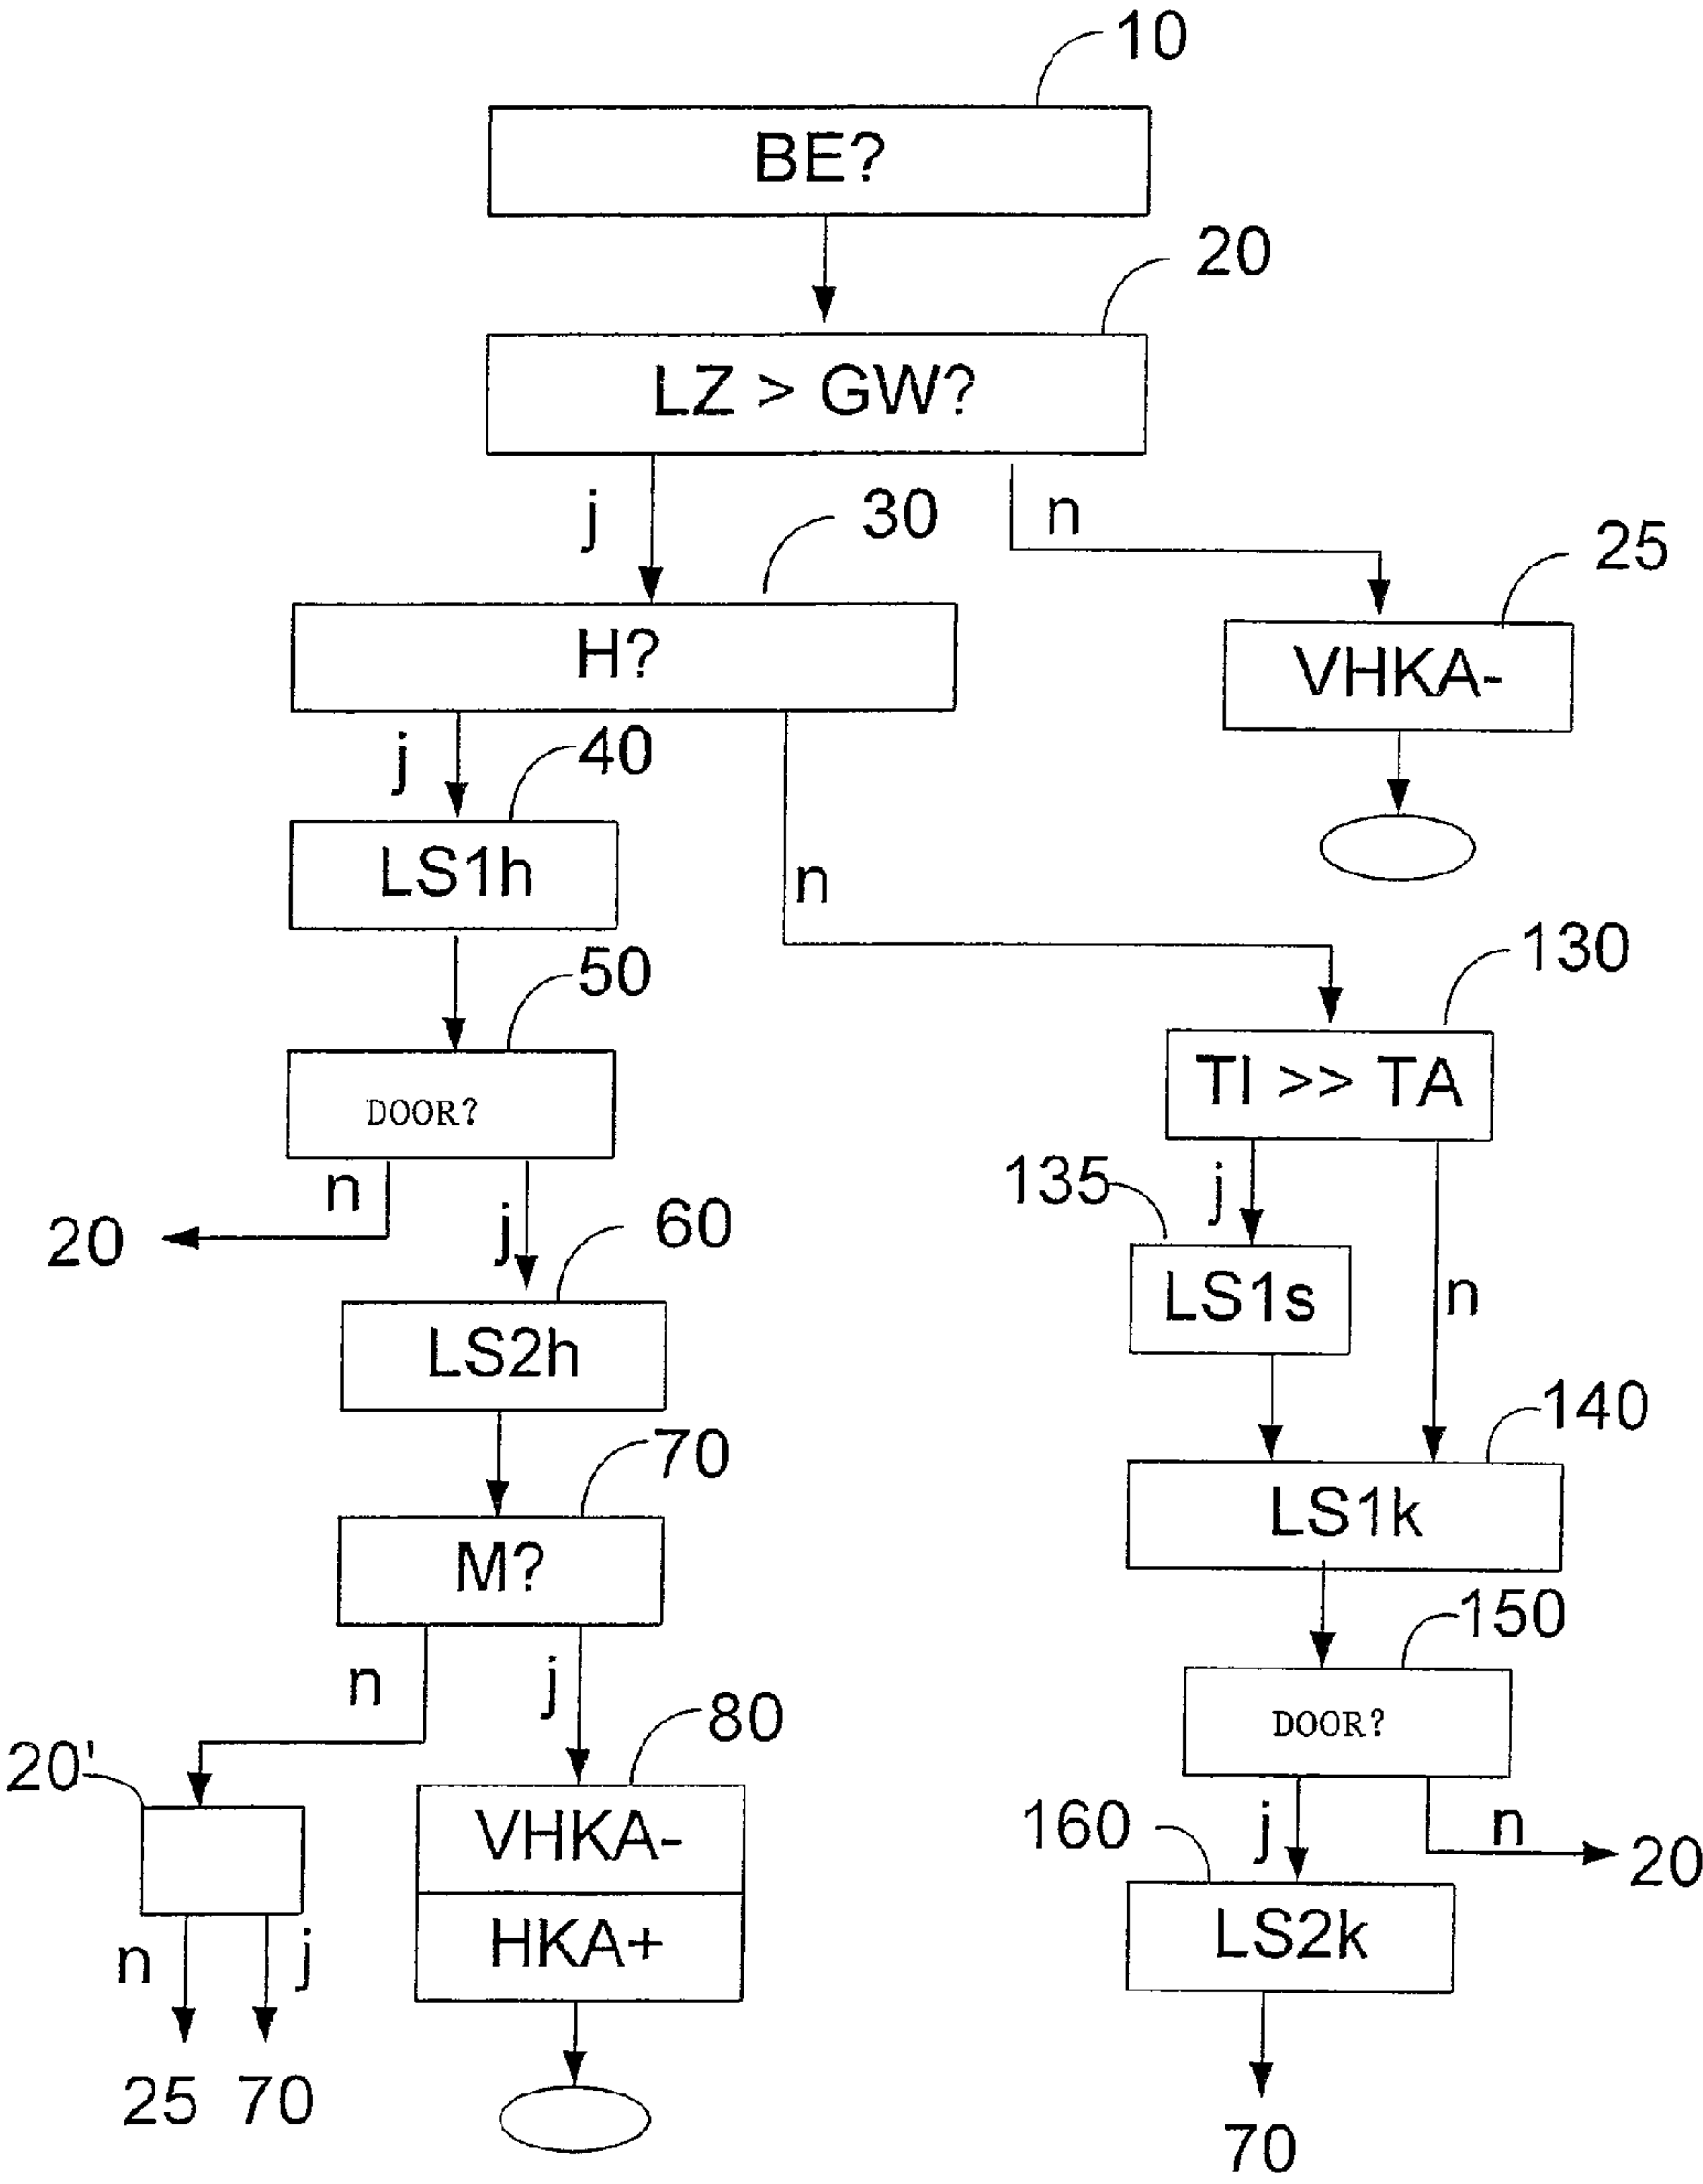 10
BE?
20
LZ > GW?
j
n
30
25
H?
VHKA-
j
40
n
LS1h
50
130
DOOR?
TI >> TA
n
j
20
60
135
j
n
LS2h
LS1s
70
140
M?
LS1k
150
n
j
80
DOOR?
20'
VHKA-
HKA+
160
j
n
20
LS2k
n
j
25
70
70